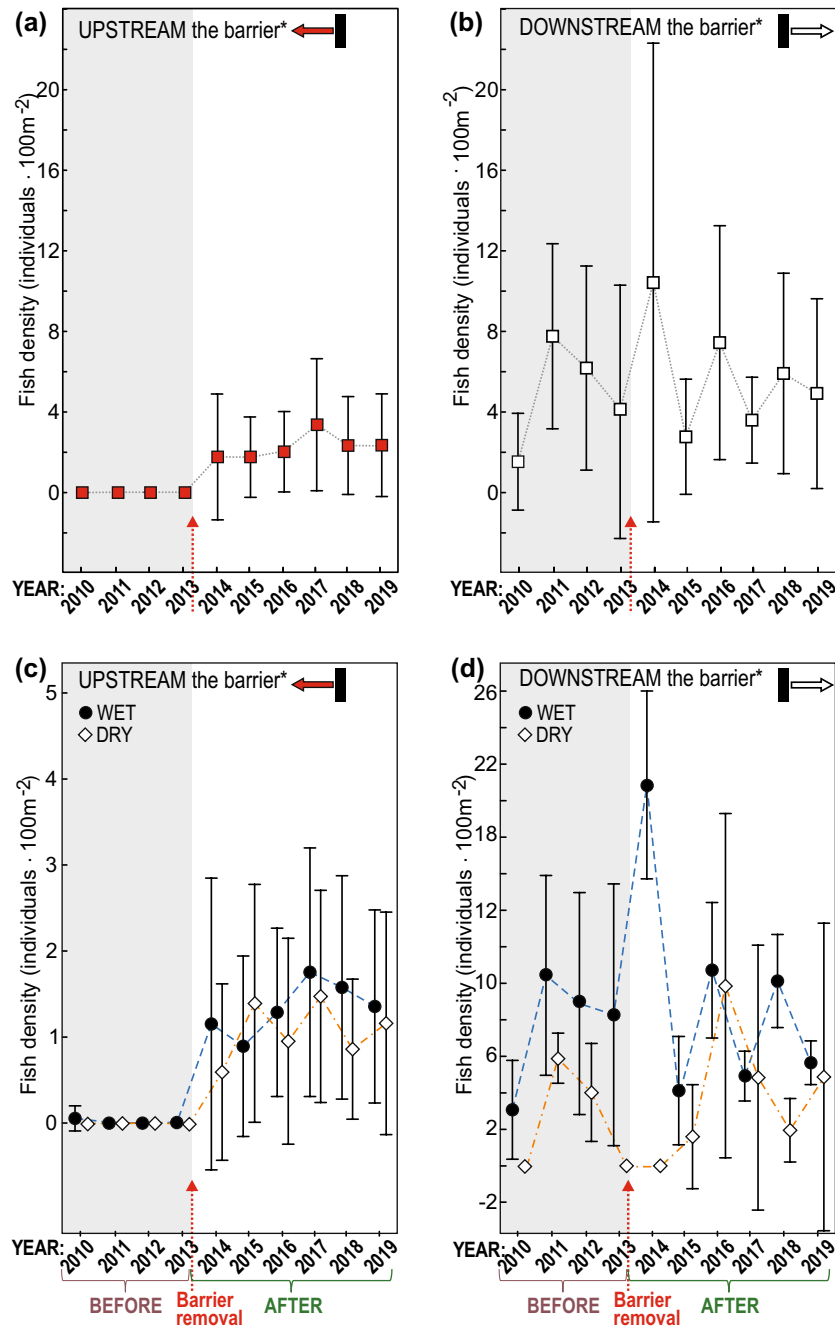 (a)
UPSTREAM the barrier*
Fish density (individuals · 100m⁻²)
20
16
12
8
4
0
YEAR:
2010
2011
2012
2013
2014
2015
2016
2017
2018
2019
(b)
DOWNSTREAM the barrier*
Fish density (individuals · 100m⁻²)
20
16
12
8
4
0
2010
2011
2012
2013
2014
2015
2016
2017
2018
2019
(c)
UPSTREAM the barrier*
WET
DRY
Fish density (individuals · 100m⁻²)
5
4
3
2
1
0
YEAR:
2010
2011
2012
2013
2014
2015
2016
2017
2018
2019
BEFORE
Barrier
removal
AFTER
(d)
DOWNSTREAM the barrier*
WET
DRY
Fish density (individuals · 100m⁻²)
26
22
20
12
10
6
2
-2
YEAR:
2010
2011
2012
2013
2014
2015
2016
2017
2018
2019
BEFORE
Barrier
removal
AFTER